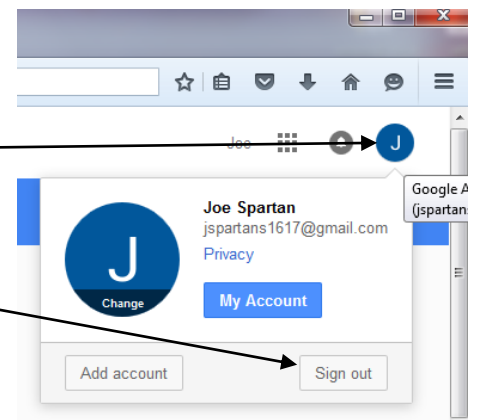 Joe
J
Google A
(jspartans
Joe Spartan
jspartans1617@gmail.com
Privacy
J
Change
My Account
Add account
Sign out